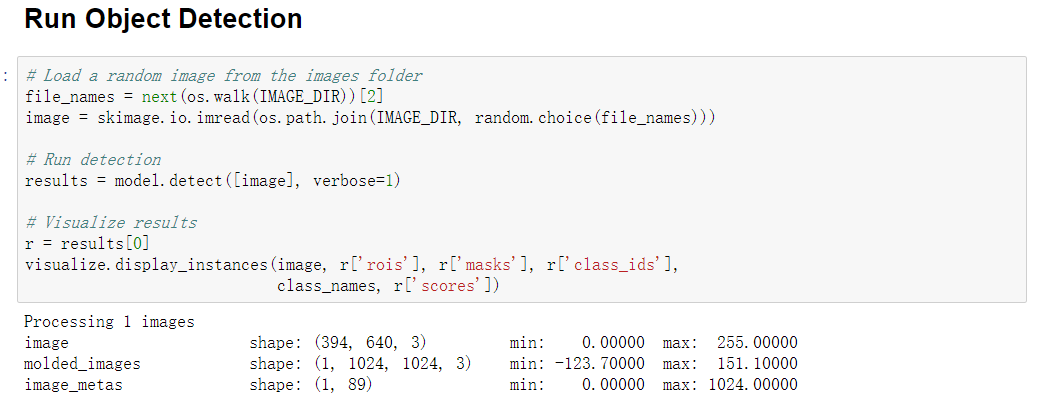 Run Object Detection
:
# Load a random image from the images folder
file_names = next(os.walk(IMAGE_DIR))[2]
image = skimage.io.imread(os.path.join(IMAGE_DIR, random.choice(file_names)))
# Run detection
results = model.detect([image], verbose=1)
# Visualize results
r = results[0]
visualize.display_instances(image, r['rois'], r['masks'], r['class_ids'],
class_names, r['scores'])
Processing 1 images
image shape: (394, 640, 3) min: 0.00000 max: 255.00000
molded_images shape: (1, 1024, 1024, 3) min: -123.70000 max: 151.10000
image_metas shape: (1, 89) min: 0.00000 max: 1024.00000